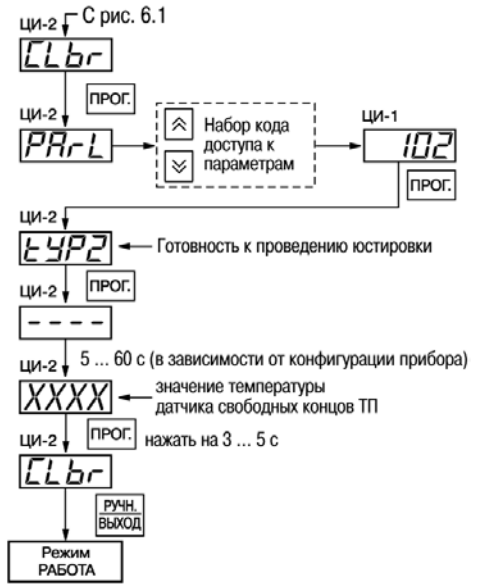 С рис. 6.1
ЦИ-2
CLbr
ПРОГ.
ЦИ-2
PArL
Набор кода
доступа к
параметрам
ЦИ-1
102
ПРОГ.
ЦИ-2
tYP2
Готовность к проведению юстировки
ЦИ-2
ПРОГ.
- - - -
5 ... 60 с (в зависимости от конфигурации прибора)
ЦИ-2
XXXX
значение температуры
датчика свободных концов ТП
ЦИ-2
ПРОГ.
нажать на 3 ... 5 с
CLbr
РУЧН.
ВЫХОД
Режим
РАБОТА